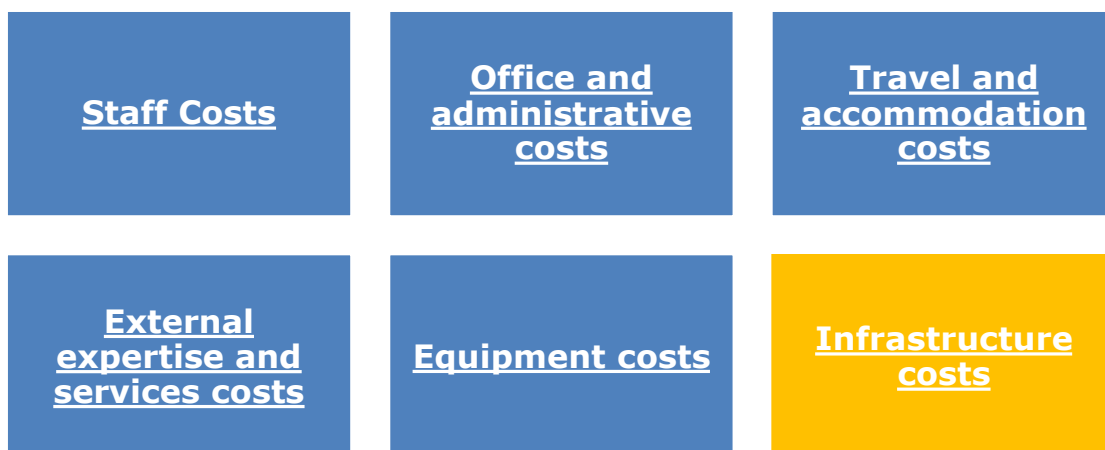 Staff Costs
Office and
administrative
costs
Travel and
accommodation
costs
External
expertise and
services costs
Equipment costs
Infrastructure
costs